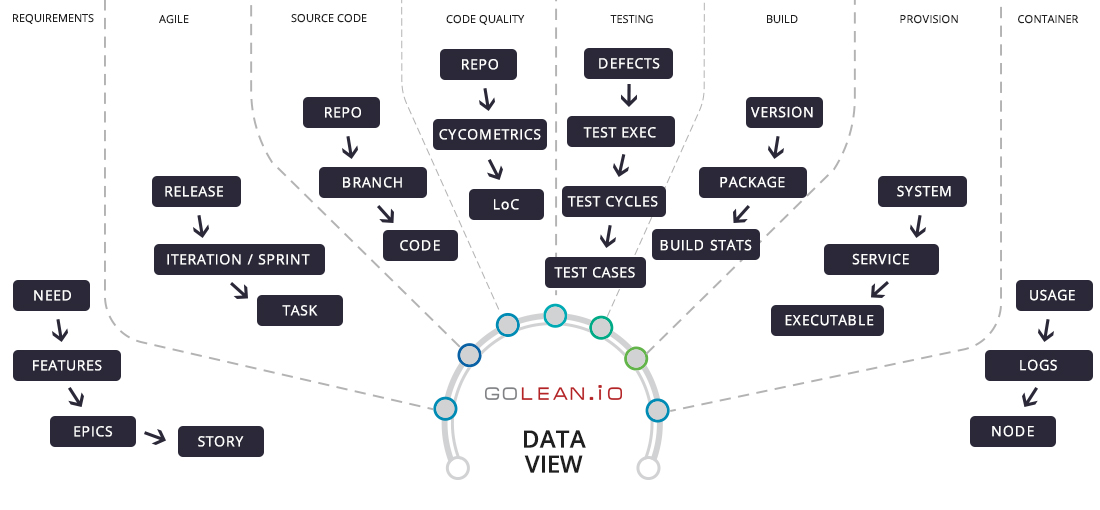 REQUIREMENTS
AGILE
SOURCE CODE
CODE QUALITY
TESTING
BUILD
PROVISION
CONTAINER
NEED
FEATURES
EPICS
STORY
RELEASE
ITERATION / SPRINT
TASK
REPO
BRANCH
CODE
REPO
CYCOMETRICS
LoC
DEFECTS
TEST EXEC
TEST CYCLES
TEST CASES
VERSION
PACKAGE
BUILD STATS
SYSTEM
SERVICE
EXECUTABLE
USAGE
LOGS
NODE
GOLEAN.iO
DATA
VIEW